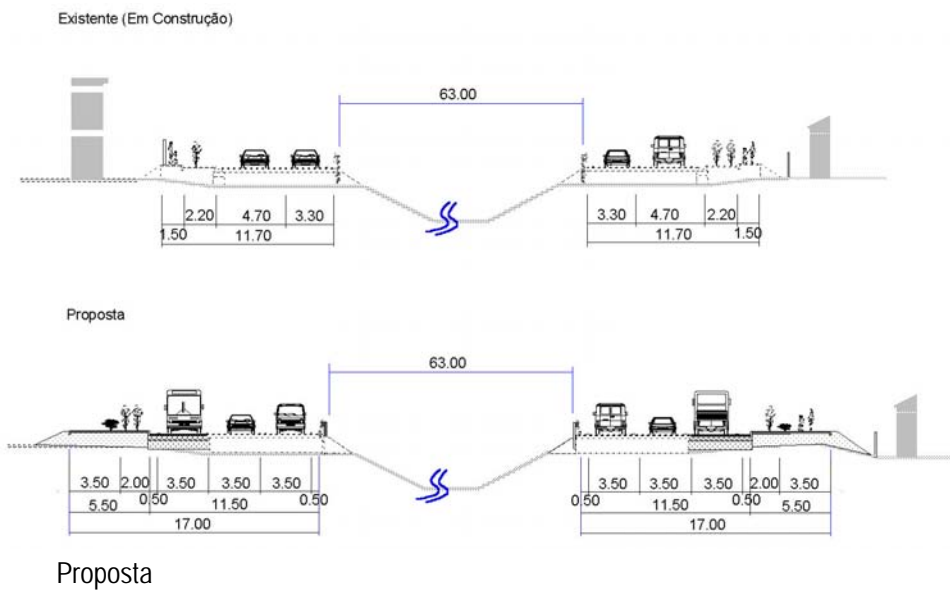 Existente (Em Construção)
63.00
2.20 4.70 3.30 3.30 4.70 2.20
1.50 11.70 11.70 1.50
Proposta
63.00
3.50 2.00 3.50 3.50 3.50 3.50 3.50 3.50 2.00 3.50
0.50 0.50 0.50 0.50
5.50 11.50 11.50 5.50
17.00 17.00
Proposta